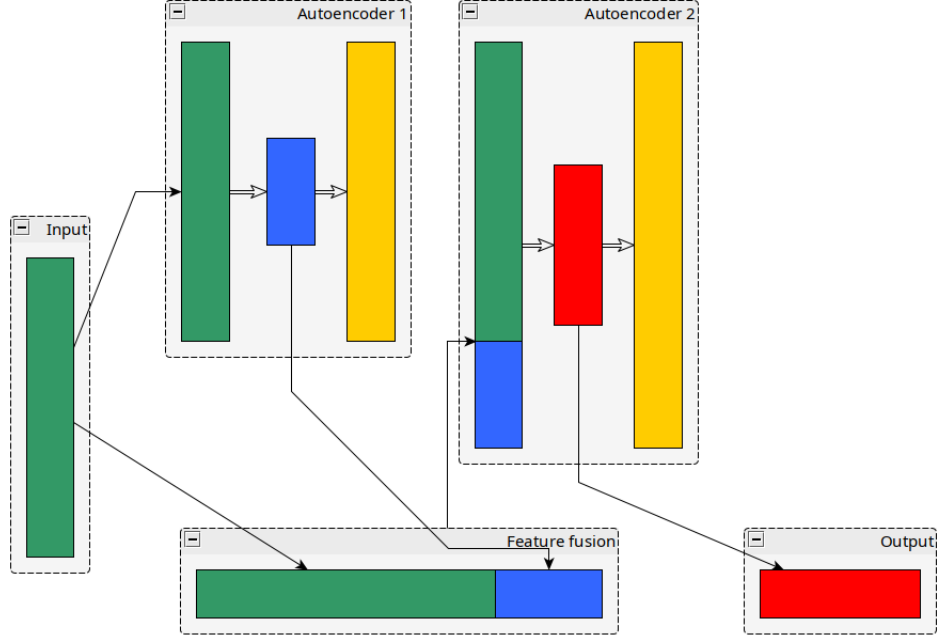 Autoencoder 1
Autoencoder 2
Input
Feature fusion
Output